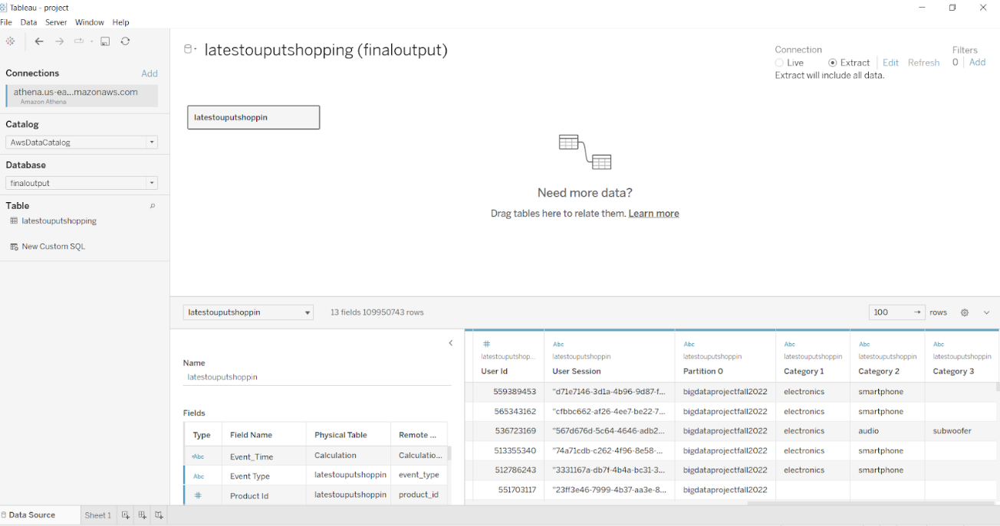 Tableau - project
File Data Server Window Help
Connections Add
athena.us-ea...mazonaws.com
Amazon Athena
Catalog
AwsDataCatalog
Database
finaloutput
Table
latestouputshopping
New Custom SQL
latestouputshopping (finaloutput)
Connection
Live Extract Edit Refresh
Extract will include all data.
Filters
0 Add
latestouputshoppin
Need more data?
Drag tables here to relate them. Learn more
latestouputshoppin 13 fields 109950743 rows 100 rows
Name
latestouputshoppin
Fields
Type Field Name Physical Table Remote ...
Abc Event_Time Calculation Calculatio...
Abc Event Type latestouputshoppin event_type
# Product Id latestouputshoppin product_id
# Abc Abc Abc Abc Abc
latestouputshop... latestouputshoppin latestouputshoppin latestouputshoppin latestouputshoppin latestouputshoppin
User Id User Session Partition 0 Category 1 Category 2 Category 3
559389453 "d71e7146-3d1a-4b96-9d87-f... bigdataprojectfall2022 electronics smartphone
565343162 "cfbbc662-af26-4ee7-be22-7... bigdataprojectfall2022 electronics smartphone
536723169 "567d676d-5c64-4646-adb2... bigdataprojectfall2022 electronics audio subwoofer
513355340 "74a71cdb-c262-4f96-8e58-... bigdataprojectfall2022 electronics smartphone
512786243 "3331167a-db7f-4b4a-bc31-3... bigdataprojectfall2022 electronics smartphone
551703117 "23ff3e46-7999-4b37-aa3e-8... bigdataprojectfall2022
Data Source Sheet 1